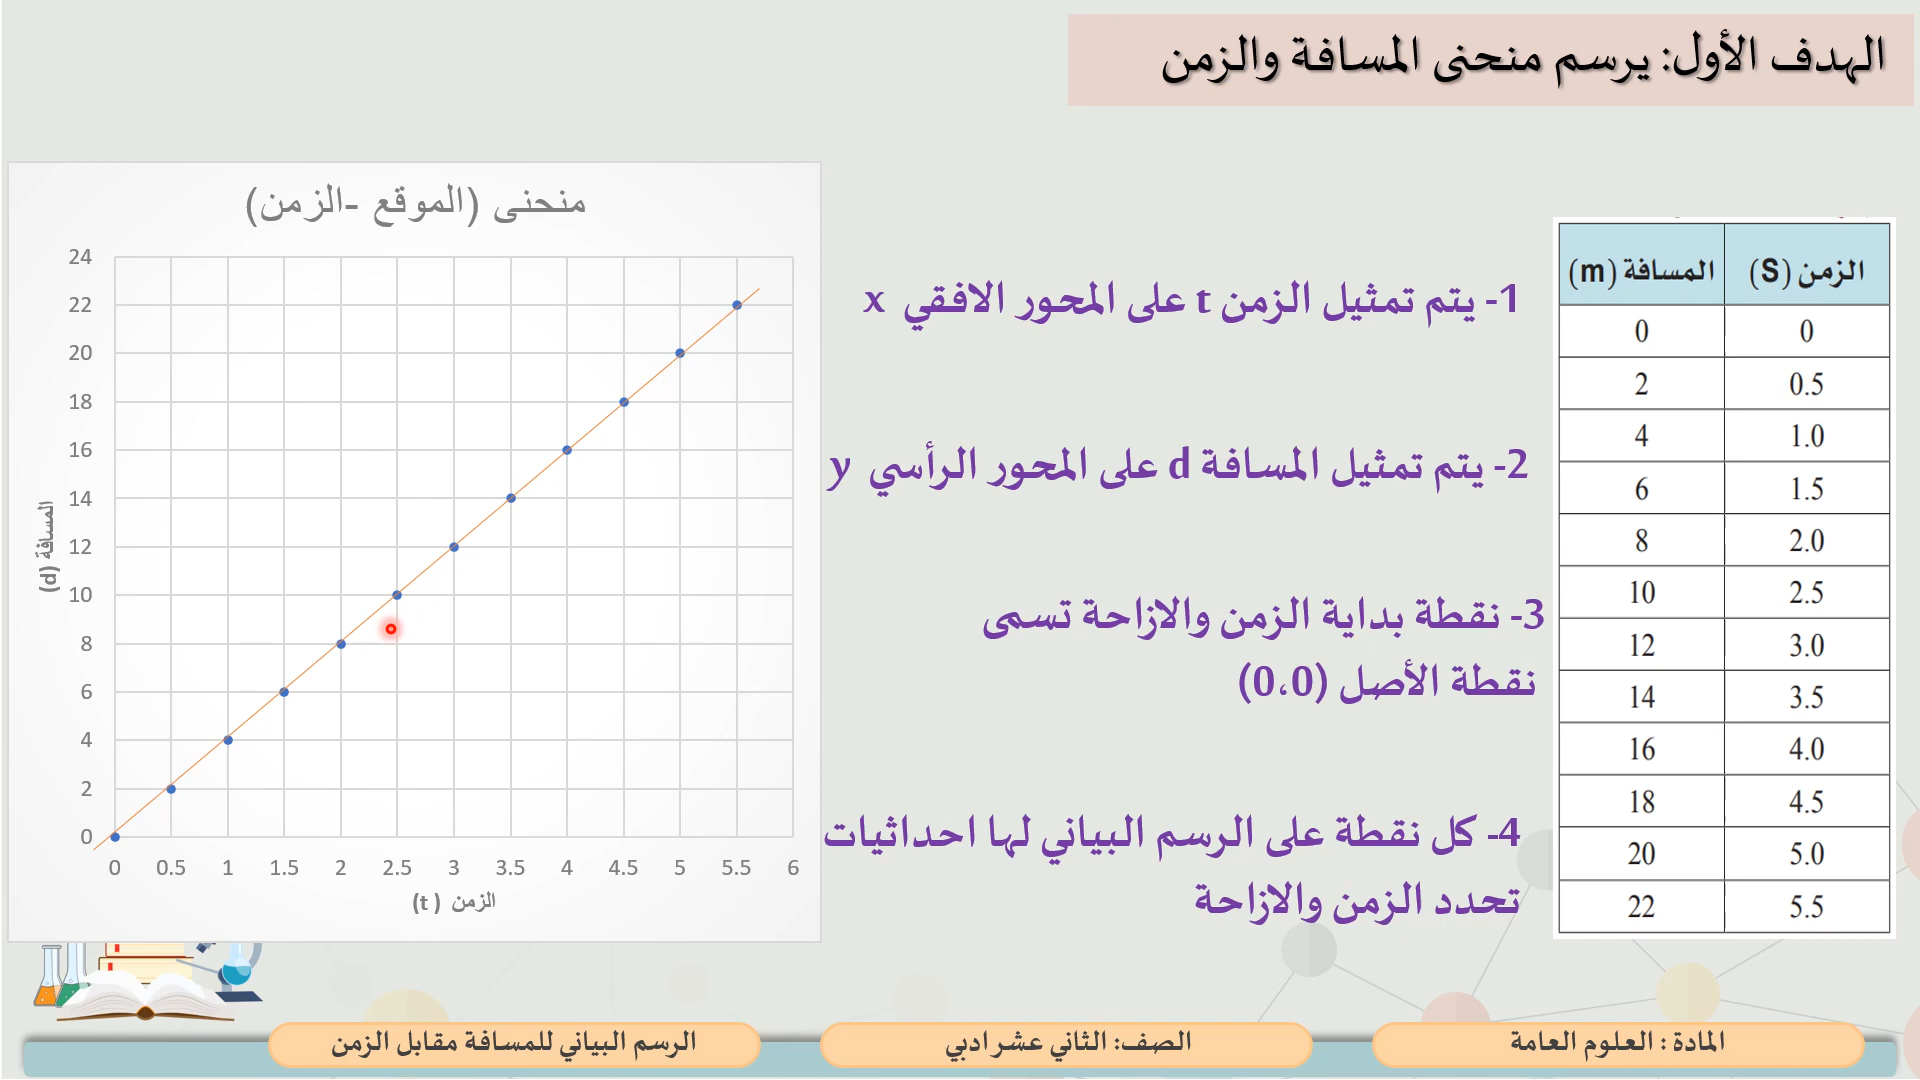 الهدف الأول: يرسم منحنى المسافة والزمن
1- يتم تمثيل الزمن t على المحور الافقي x
2- يتم تمثيل المسافة d على المحور الرأسي y
3- نقطة بداية الزمن والازاحة تسمى
نقطة الأصل (0،0)
4- كل نقطة على الرسم البياني لها احداثيات
تحدد الزمن والازاحة
الزمن (S) المسافة (m)
0 0
0.5 2
1.0 4
1.5 6
2.0 8
2.5 10
3.0 12
3.5 14
4.0 16
4.5 18
5.0 20
5.5 22
منحنى (الموقع -الزمن)
24
22
20
18
16
14
12
10
8
6
4
2
0
المسافة (d)
0 0.5 1 1.5 2 2.5 3 3.5 4 4.5 5 5.5 6
الزمن ( t)
المادة : العلوم العامة
الصف: الثاني عشر ادبي
الرسم البياني للمسافة مقابل الزمن